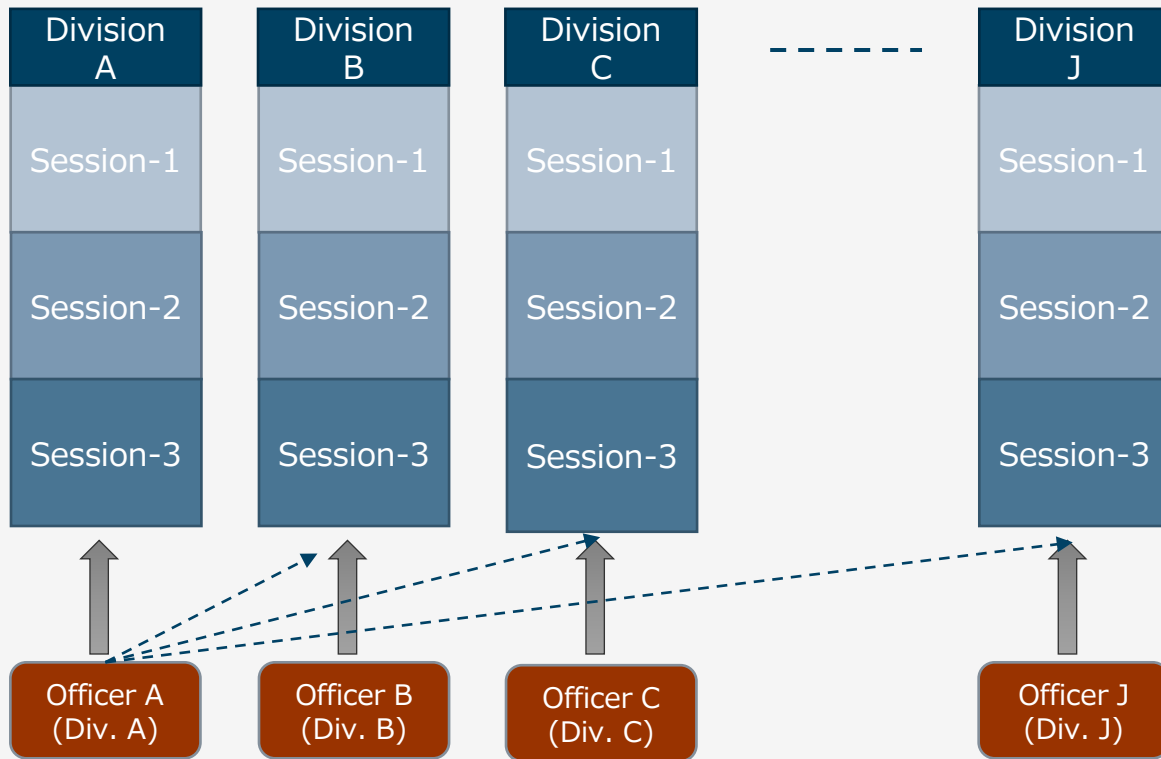 Division
A
Division
B
Division
C
Division
J
Session-1
Session-1
Session-1
Session-1
Session-2
Session-2
Session-2
Session-2
Session-3
Session-3
Session-3
Session-3
Officer A
(Div. A)
Officer B
(Div. B)
Officer C
(Div. C)
Officer J
(Div. J)